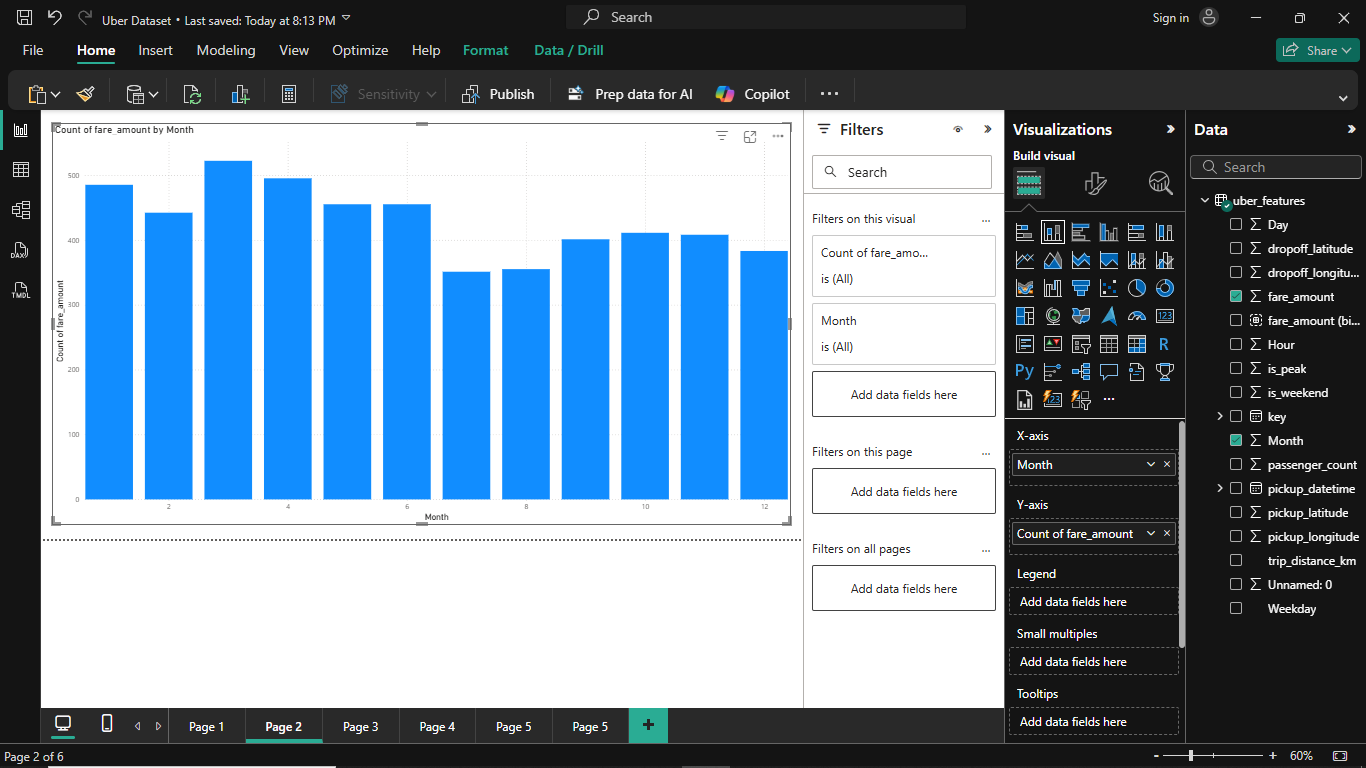 Uber Dataset • Last saved: Today at 8:13 PM
Search
Sign in
File
Home
Insert
Modeling
View
Optimize
Help
Format
Data / Drill
Share
Sensitivity
Publish
Prep data for AI
Copilot
Count of fare_amount by Month
500
400
300
200
100
0
Count of fare_amount
2
4
6
8
10
12
Month
Filters
Search
Filters on this visual
Count of fare_amo...
is (All)
Month
is (All)
Add data fields here
Filters on this page
Add data fields here
Filters on all pages
Add data fields here
Visualizations
Build visual
123
R
Py
123
X-axis
Month
Y-axis
Count of fare_amount
Legend
Add data fields here
Small multiples
Add data fields here
Tooltips
Add data fields here
Data
Search
uber_features
Day
dropoff_latitude
dropoff_longitu...
fare_amount
fare_amount (bi...
Hour
is_peak
is_weekend
key
Month
passenger_count
pickup_datetime
pickup_latitude
pickup_longitude
trip_distance_km
Unnamed: 0
Weekday
DAX
TMDL
Page 1
Page 2
Page 3
Page 4
Page 5
Page 5
+
Page 2 of 6
- + 60%